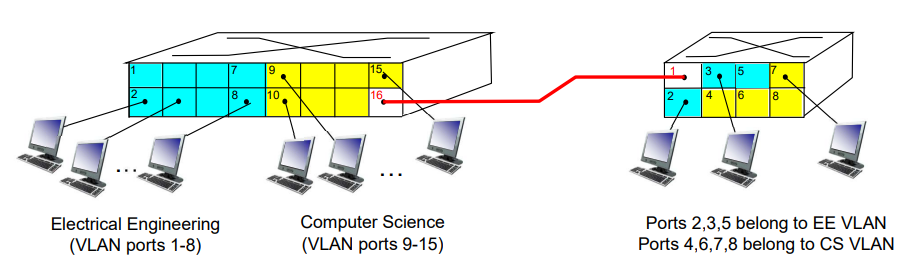 1 7 9 15
2 8 10 16
1 3 5 7
2 4 6 8
... ...
Electrical Engineering
(VLAN ports 1-8)
Computer Science
(VLAN ports 9-15)
Ports 2,3,5 belong to EE VLAN
Ports 4,6,7,8 belong to CS VLAN